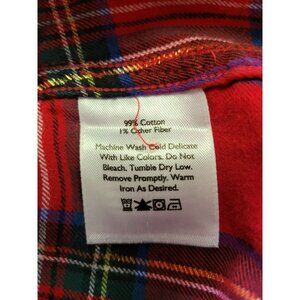 99% Cotton
1% Other Fiber
Machine Wash Cold Delicate
With Like Colors. Do Not
Bleach. Tumble Dry Low.
Remove Promptly. Warm
Iron As Desired.